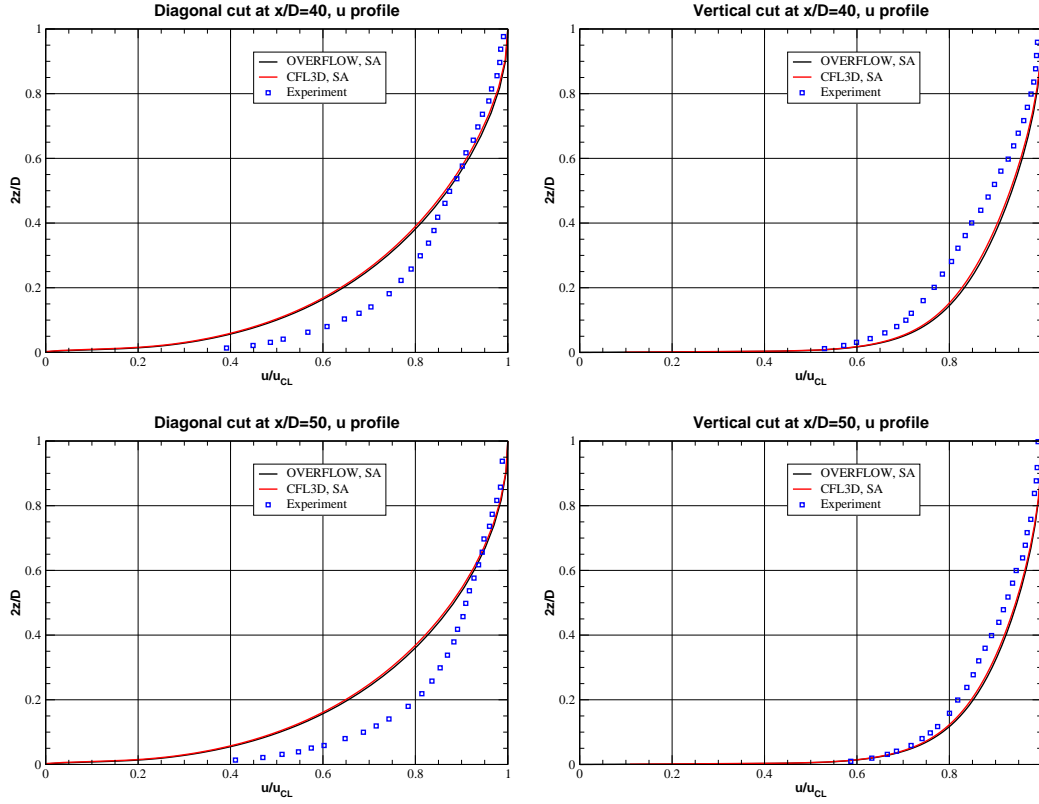 Diagonal cut at x/D=40, u profile
1
0.8
0.6
0.4
0.2
0
2z/D
OVERFLOW, SA
CFL3D, SA
Experiment
0 0.2 0.4 0.6 0.8 1
u/uCL
Vertical cut at x/D=40, u profile
1
0.8
0.6
0.4
0.2
0
2z/D
OVERFLOW, SA
CFL3D, SA
Experiment
0 0.2 0.4 0.6 0.8 1
u/uCL
Diagonal cut at x/D=50, u profile
1
0.8
0.6
0.4
0.2
0
2z/D
OVERFLOW, SA
CFL3D, SA
Experiment
0 0.2 0.4 0.6 0.8 1
u/uCL
Vertical cut at x/D=50, u profile
1
0.8
0.6
0.4
0.2
0
2z/D
OVERFLOW, SA
CFL3D, SA
Experiment
0 0.2 0.4 0.6 0.8 1
u/uCL